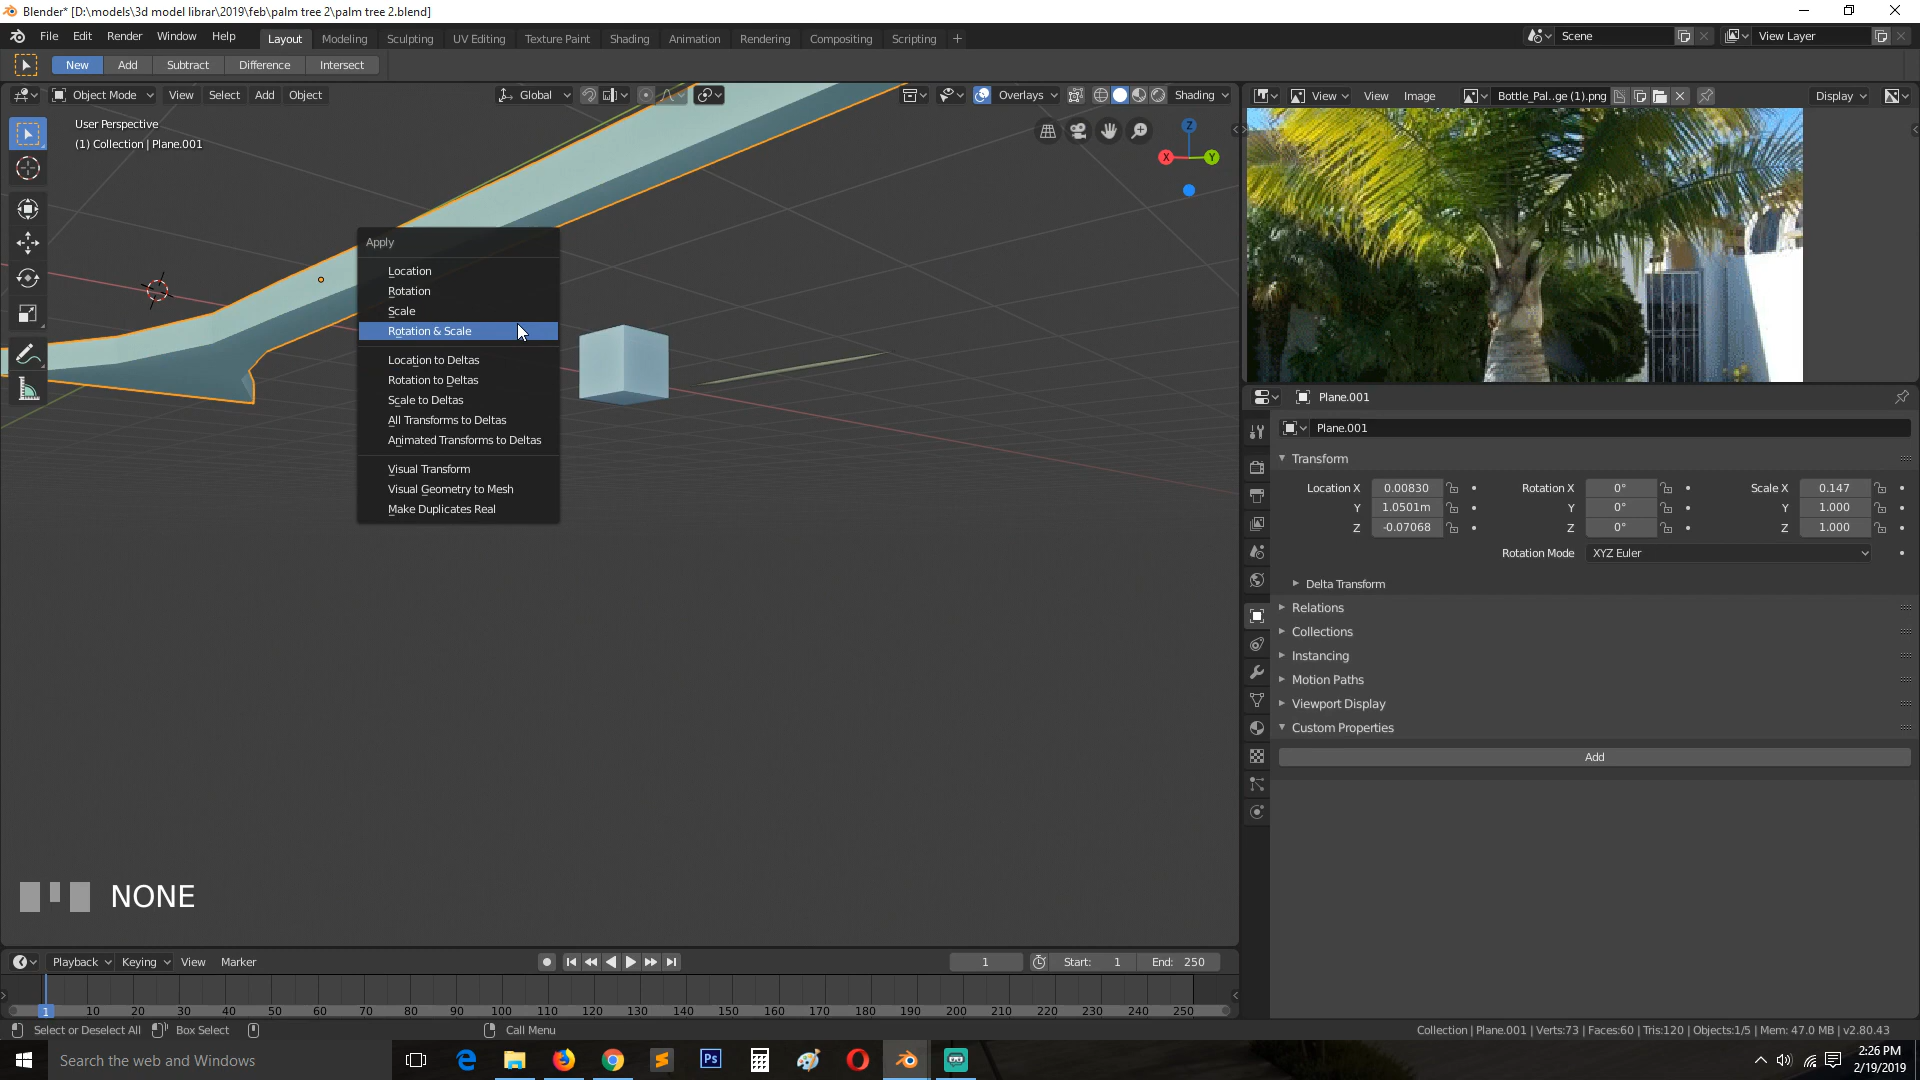 Blender* [D:\models\3d model librar\2019\feb\palm tree 2\palm tree 2.blend]
File Edit Render Window Help Layout Modeling Sculpting UV Editing Texture Paint Shading Animation Rendering Compositing Scripting + Scene View Layer
New Add Subtract Difference Intersect
Object Mode View Select Add Object Global Overlays Shading View View Image Bottle_Pal..ge (1).png Display
User Perspective
(1) Collection | Plane.001
Z
X Y
Apply
Location
Rotation
Scale
Rotation & Scale
Location to Deltas
Rotation to Deltas
Scale to Deltas
All Transforms to Deltas
Animated Transforms to Deltas
Visual Transform
Visual Geometry to Mesh
Make Duplicates Real
Plane.001
Plane.001
Transform
Location X 0.00830 Rotation X 0° Scale X 0.147
Y 1.0501m Y 0° Y 1.000
Z -0.07068 Z 0° Z 1.000
Rotation Mode XYZ Euler
Delta Transform
Relations
Collections
Instancing
Motion Paths
Viewport Display
Custom Properties
Add
NONE
Playback Keying View Marker 1 Start: 1 End: 250
1 10 20 30 40 50 60 70 80 90 100 110 120 130 140 150 160 170 180 190 200 210 220 230 240 250
Select or Deselect All Box Select Call Menu Collection | Plane.001 | Verts:73 | Faces:60 | Tris:120 | Objects:1/5 | Mem: 47.0 MB | v2.80.43
Search the web and Windows Ps 2:26 PM
2/19/2019